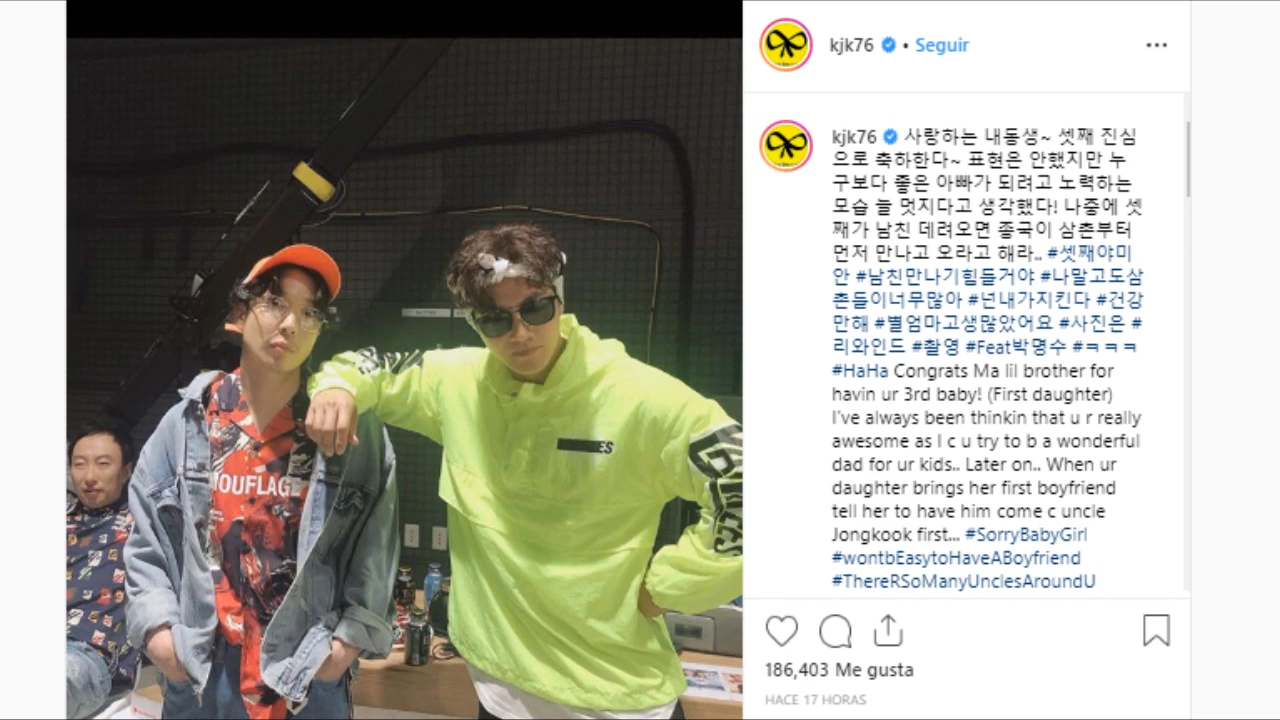 kjk76 • Seguir
kjk76 사랑하는 내동생~ 셋째 진심
으로 축하한다~ 표현은 안했지만 누
구보다 좋은 아빠가 되려고 노력하는
모습 늘 멋지다고 생각했다! 나중에 셋
째가 남친 데려오면 종국이 삼촌부터
먼저 만나고 오라고 해라.. #셋째야미
안 #남친만나기힘들거야 #나말고도삼
촌들이너무많아 #넌내가지킨다 #건강
만해 #별엄마고생많았어요 #사진은 #
리와인드 #촬영 #Feat박명수 #ㅋㅋㅋ
#HaHa Congrats Ma lil brother for
havin ur 3rd baby! (First daughter)
I've always been thinkin that u r really
awesome as I c u try to b a wonderful
dad for ur kids.. Later on.. When ur
daughter brings her first boyfriend
tell her to have him come c uncle
Jongkook first... #SorryBabyGirl
#wontbEasytoHaveABoyfriend
#ThereRSoManyUnclesAroundU
186,403 Me gusta
HACE 17 HORAS
MOUFLAGE
ES